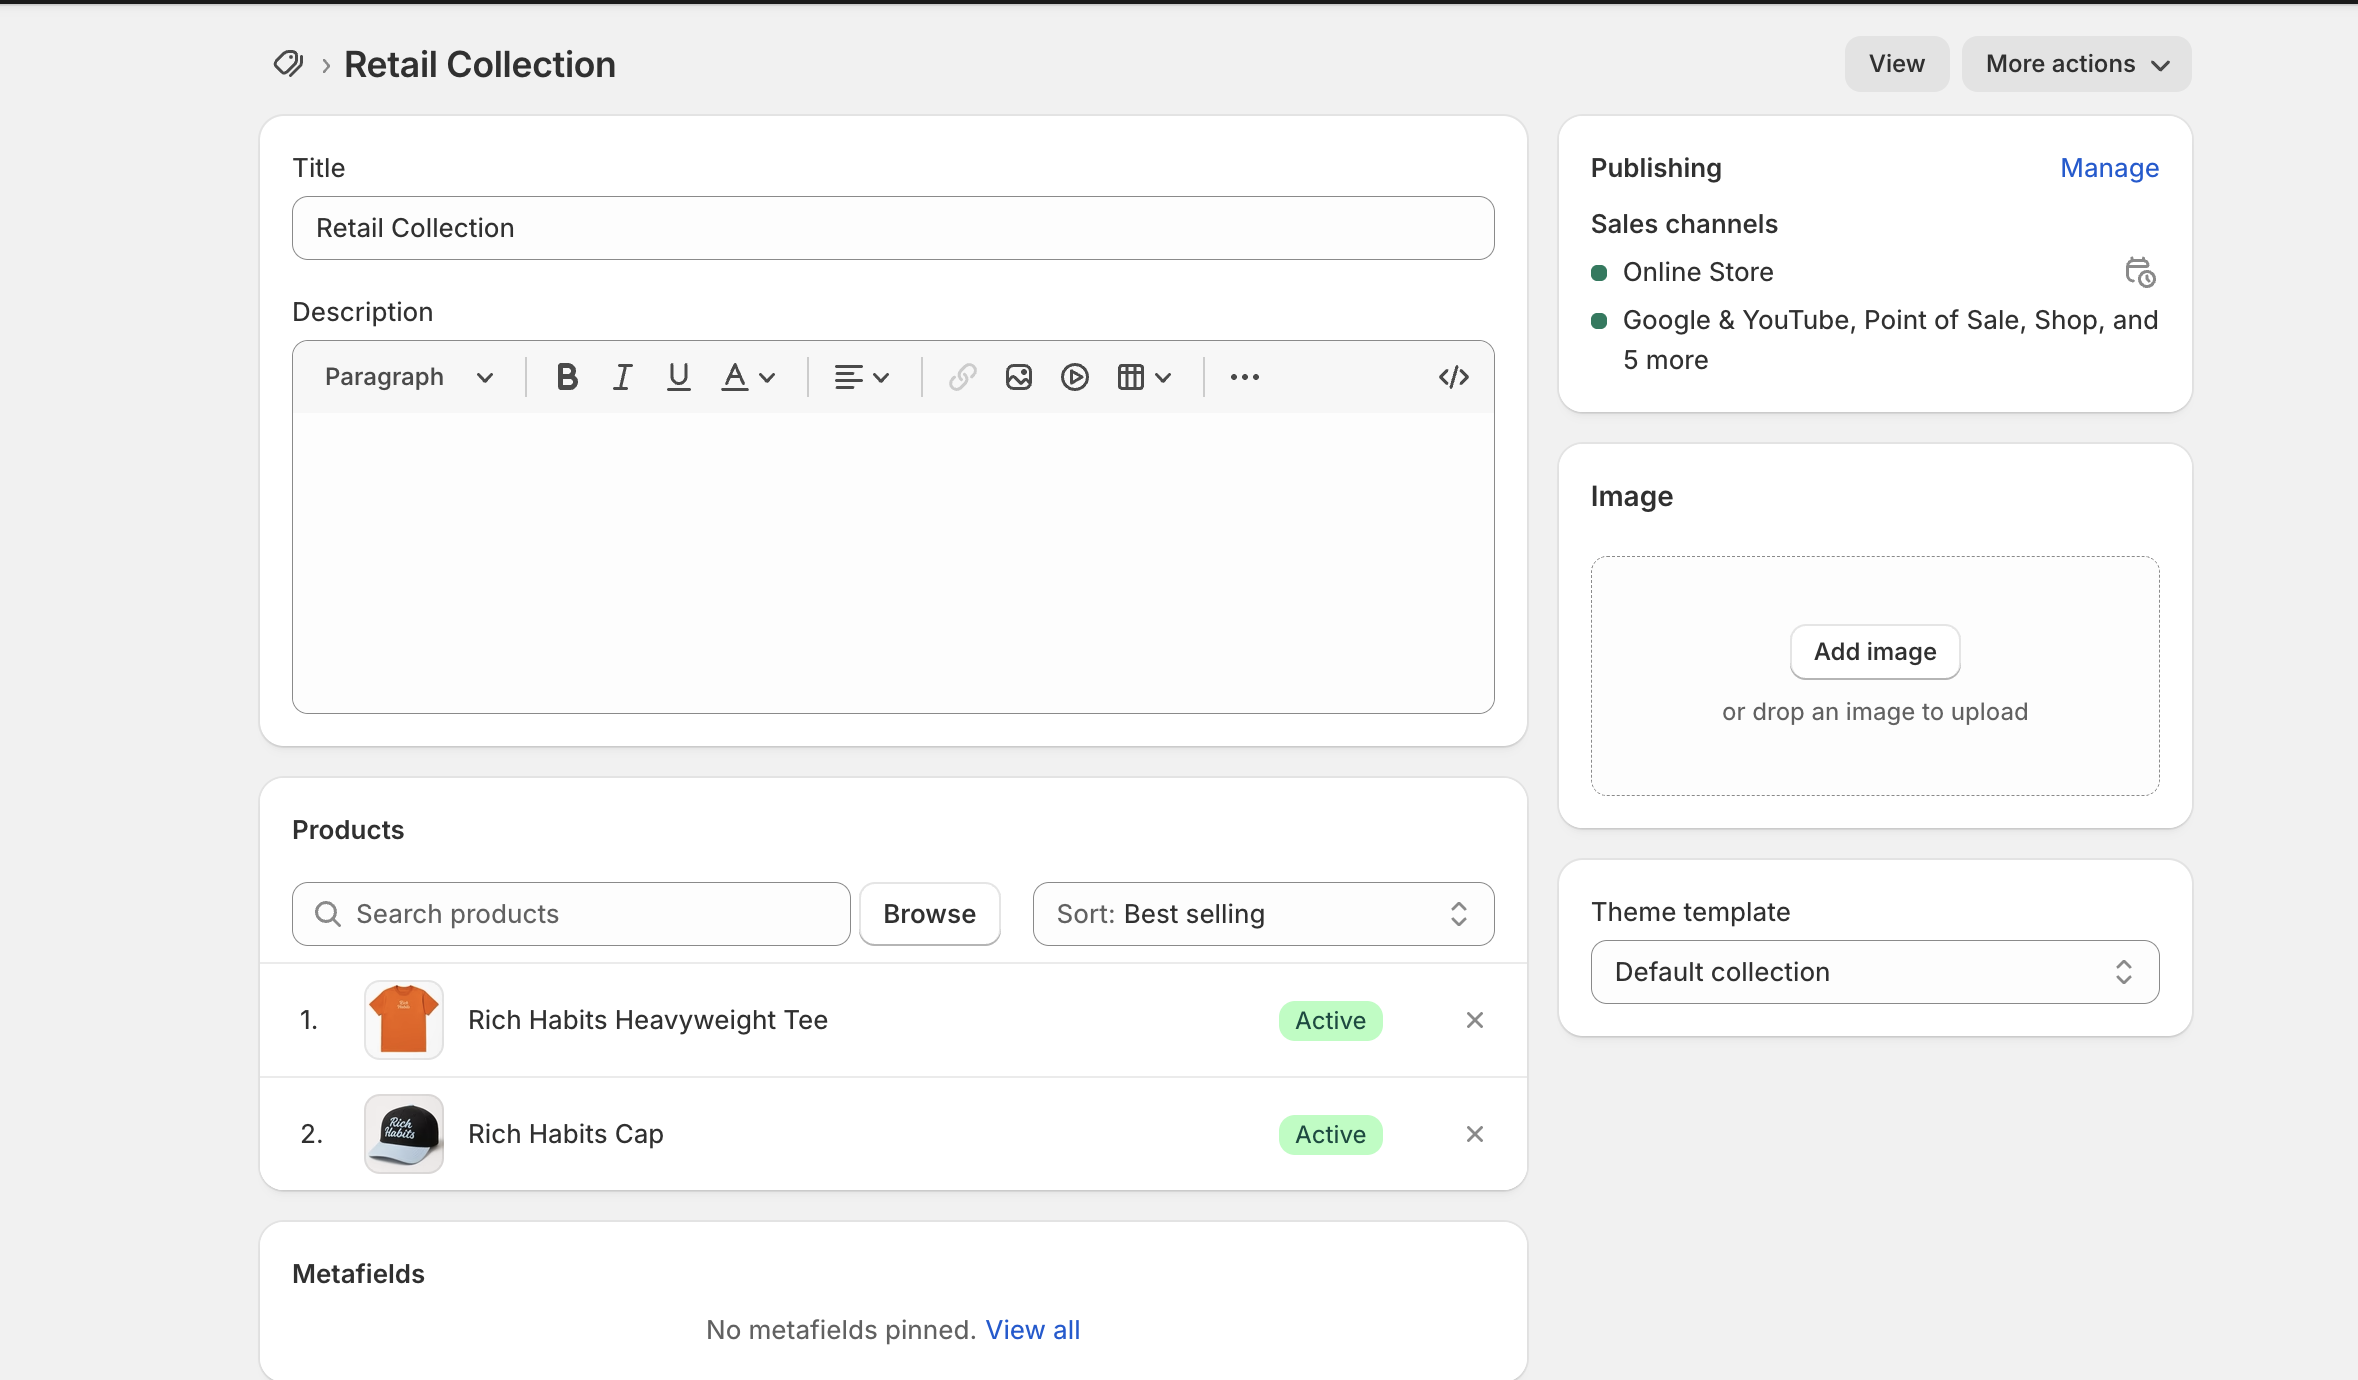 Retail Collection
View
More actions
Title
Retail Collection
Description
Paragraph
Products
Search products
Browse
Sort: Best selling
1.
Rich Habits Heavyweight Tee
Active
2.
Rich
Habits
Rich Habits Cap
Active
Metafields
No metafields pinned. View all
Publishing
Manage
Sales channels
Online Store
Google & YouTube, Point of Sale, Shop, and
5 more
Image
Add image
or drop an image to upload
Theme template
Default collection